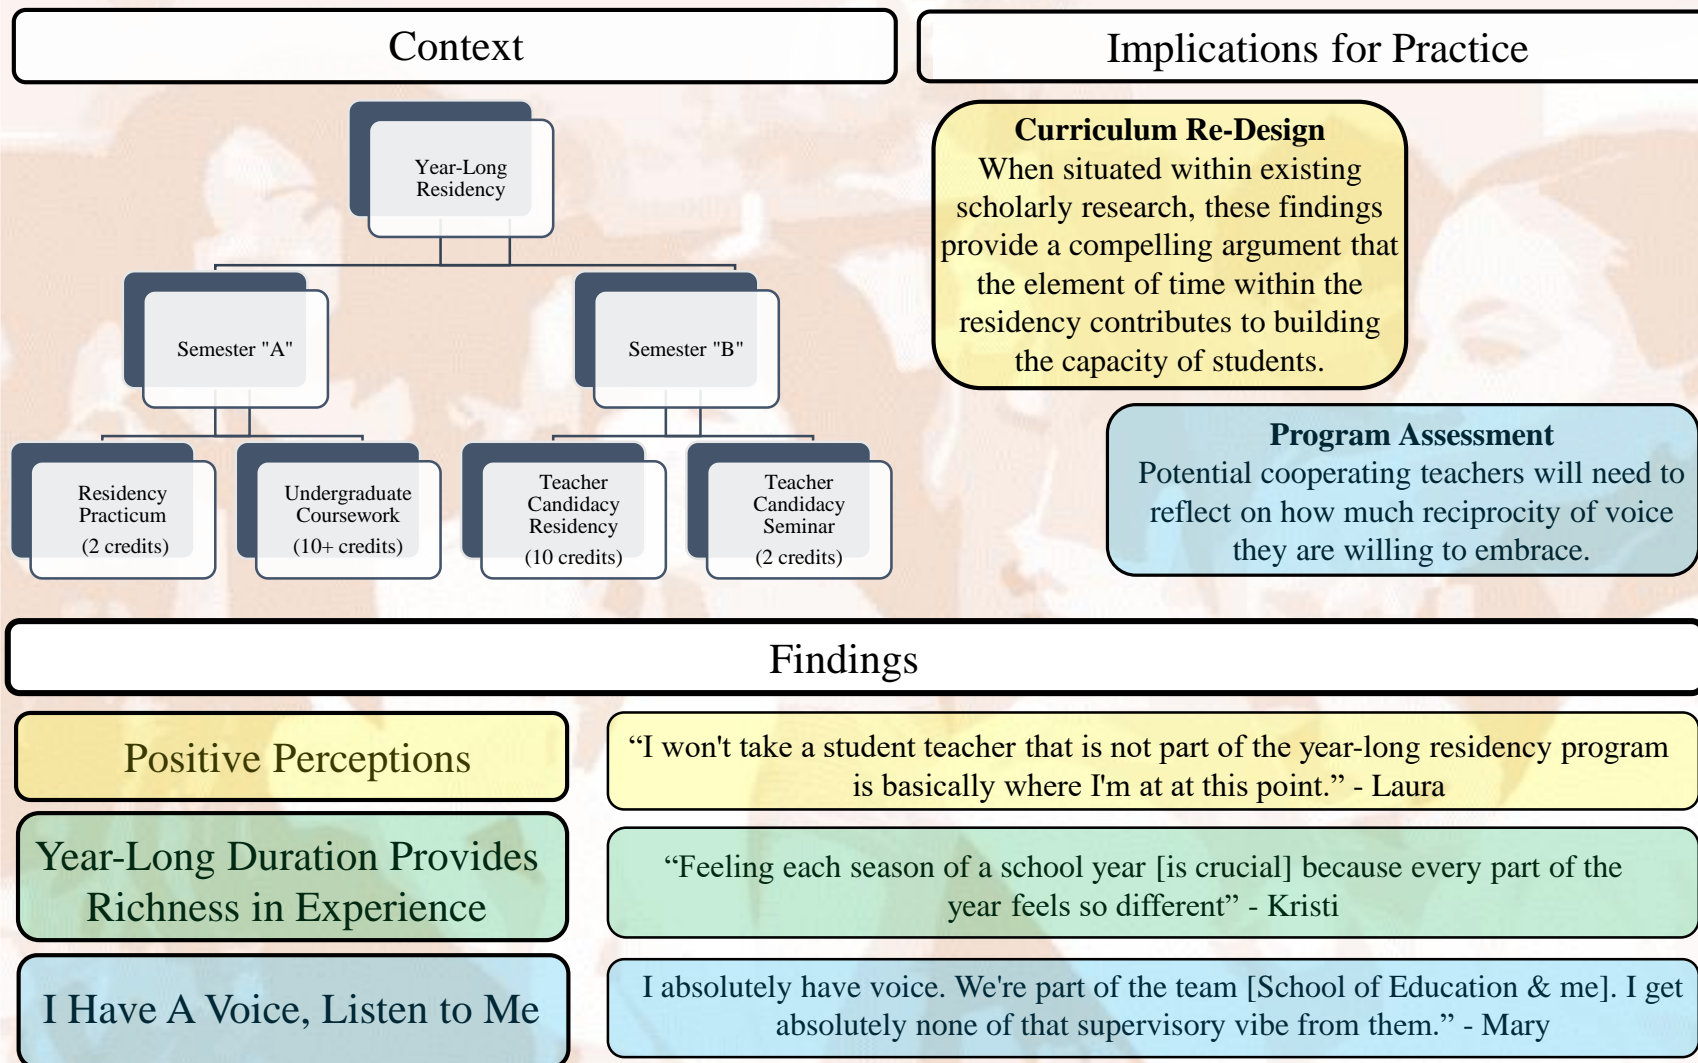 Context
Year-Long
Residency
Semester "A"
Semester "B"
Residency
Practicum
(2 credits)
Undergraduate
Coursework
(10+ credits)
Teacher
Candidacy
Residency
(10 credits)
Teacher
Candidacy
Seminar
(2 credits)
Implications for Practice
Curriculum Re-Design
When situated within existing
scholarly research, these findings
provide a compelling argument that
the element of time within the
residency contributes to building
the capacity of students.
Program Assessment
Potential cooperating teachers will need to
reflect on how much reciprocity of voice
they are willing to embrace.
Findings
Positive Perceptions
“I won't take a student teacher that is not part of the year-long residency program
is basically where I'm at at this point.” - Laura
Year-Long Duration Provides
Richness in Experience
“Feeling each season of a school year [is crucial] because every part of the
year feels so different” - Kristi
I Have A Voice, Listen to Me
I absolutely have voice. We're part of the team [School of Education & me]. I get
absolutely none of that supervisory vibe from them.” - Mary